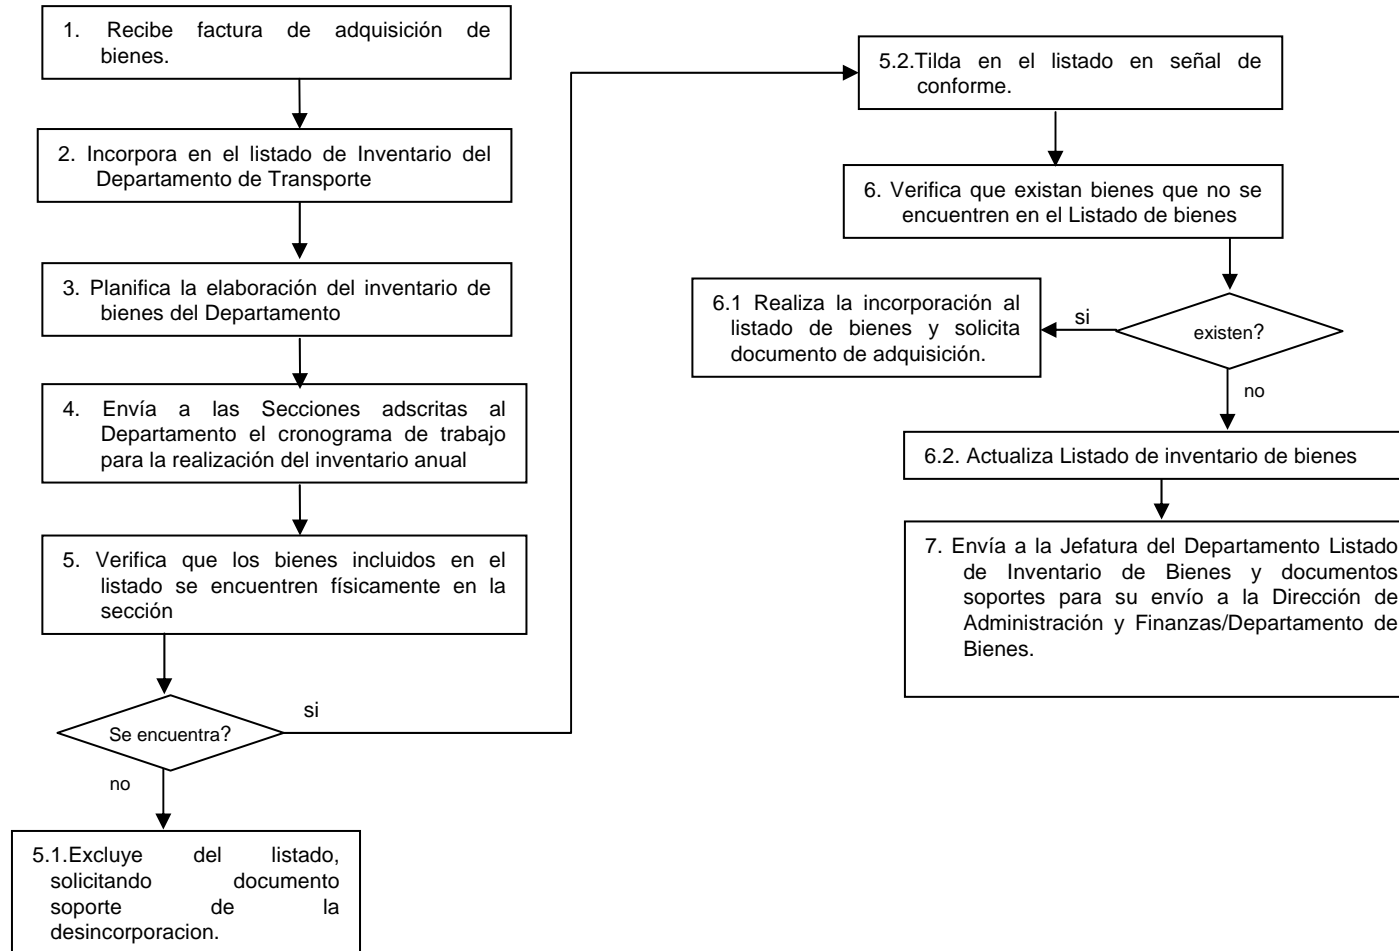 1. Recibe factura de adquisición de
bienes.
2. Incorpora en el listado de Inventario del
Departamento de Transporte
3. Planifica la elaboración del inventario de
bienes del Departamento
4. Envía a las Secciones adscritas al
Departamento el cronograma de trabajo
para la realización del inventario anual
5. Verifica que los bienes incluidos en el
listado se encuentren físicamente en la
sección
Se encuentra?
si
no
5.1.Excluye del listado,
solicitando documento
soporte de la
desincorporacion.
5.2.Tilda en el listado en señal de
conforme.
6. Verifica que existan bienes que no se
encuentren en el Listado de bienes
existen?
si
6.1 Realiza la incorporación al
listado de bienes y solicita
documento de adquisición.
no
6.2. Actualiza Listado de inventario de bienes
7. Envía a la Jefatura del Departamento Listado
de Inventario de Bienes y documentos
soportes para su envío a la Dirección de
Administración y Finanzas/Departamento de
Bienes.